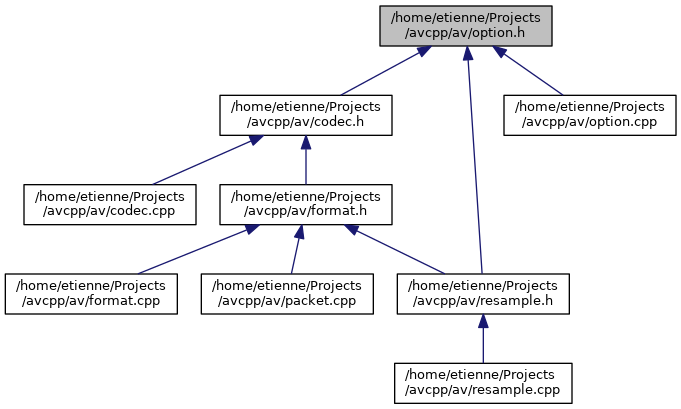 /home/etienne/Projects
/avcpp/av/option.h
/home/etienne/Projects
/avcpp/av/codec.h
/home/etienne/Projects
/avcpp/av/option.cpp
/home/etienne/Projects
/avcpp/av/codec.cpp
/home/etienne/Projects
/avcpp/av/format.h
/home/etienne/Projects
/avcpp/av/format.cpp
/home/etienne/Projects
/avcpp/av/packet.cpp
/home/etienne/Projects
/avcpp/av/resample.h
/home/etienne/Projects
/avcpp/av/resample.cpp